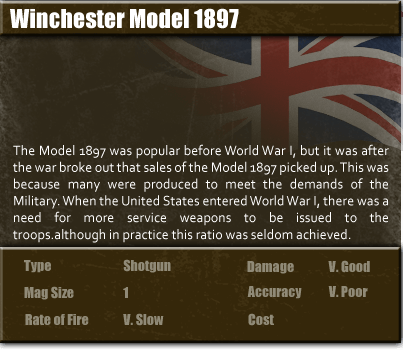 Winchester Model 1897
The Model 1897 was popular before World War I, but it was after
the war broke out that sales of the Model 1897 picked up. This was
because many were produced to meet the demands of the
Military. When the United States entered World War I, there was a
need for more service weapons to be issued to the
troops.although in practice this ratio was seldom achieved.
Type Shotgun Damage V. Good
Mag Size 1 Accuracy V. Poor
Rate of Fire V. Slow Cost